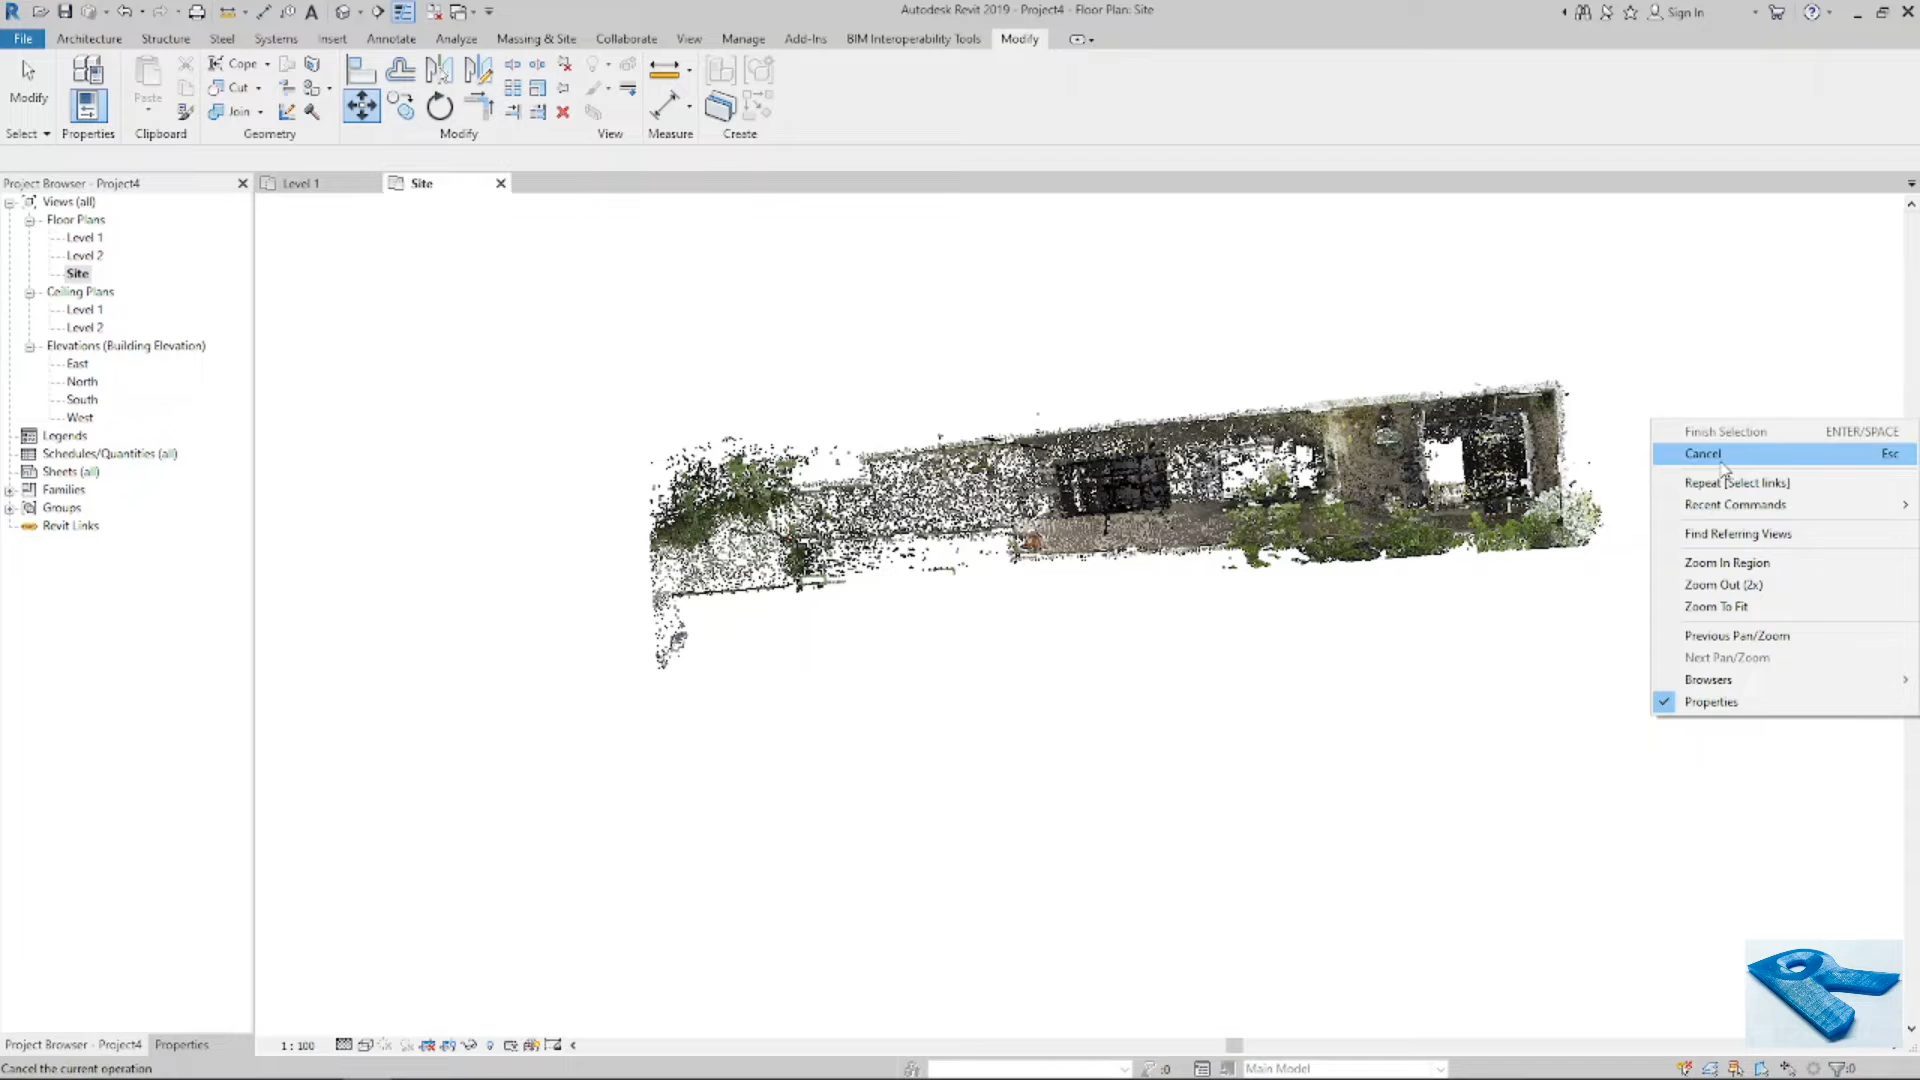 Autodesk Revit 2019 - Project4 - Floor Plan: Site
Sign In
File Architecture Structure Steel Systems Insert Annotate Analyze Massing & Site Collaborate View Manage Add-Ins BIM Interoperability Tools Modify
Modify
Paste
Cope
Cut
Join
Select Properties Clipboard Geometry Modify View Measure Create
Project Browser - Project4
Level 1
Site
Views (all)
Floor Plans
Level 1
Level 2
Site
Ceiling Plans
Level 1
Level 2
Elevations (Building Elevation)
East
North
South
West
Legends
Schedules/Quantities (all)
Sheets (all)
Families
Groups
Revit Links
Finish Selection ENTER/SPACE
Cancel Esc
Repeat [Select links]
Recent Commands
Find Referring Views
Zoom In Region
Zoom Out (2x)
Zoom To Fit
Previous Pan/Zoom
Next Pan/Zoom
Browsers
Properties
Project Browser - Project4 Properties
1 : 100
Cancel the current operation
:0
Main Model
:0